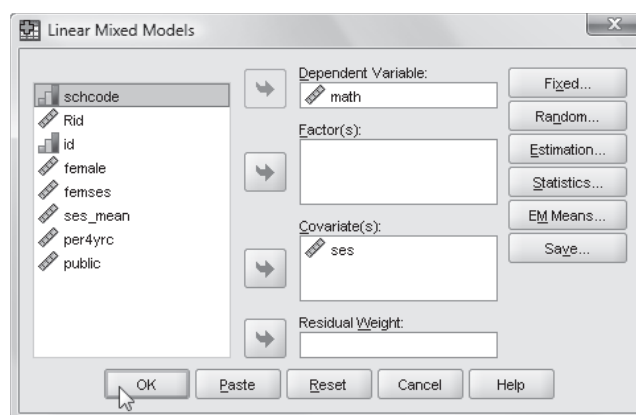 Linear Mixed Models
schcode
Rid
id
female
femses
ses_mean
per4yrc
public
Dependent Variable:
math
Factor(s):
Covariate(s):
ses
Residual Weight:
Fixed...
Random...
Estimation...
Statistics...
EM Means...
Save...
OK
Paste
Reset
Cancel
Help